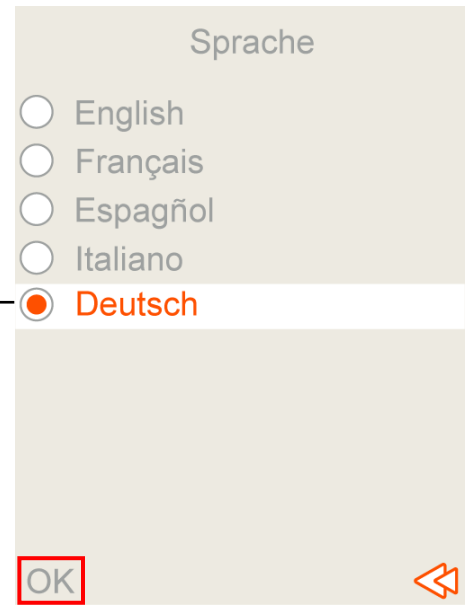 Sprache
English
Français
Espagñol
Italiano
Deutsch
OK